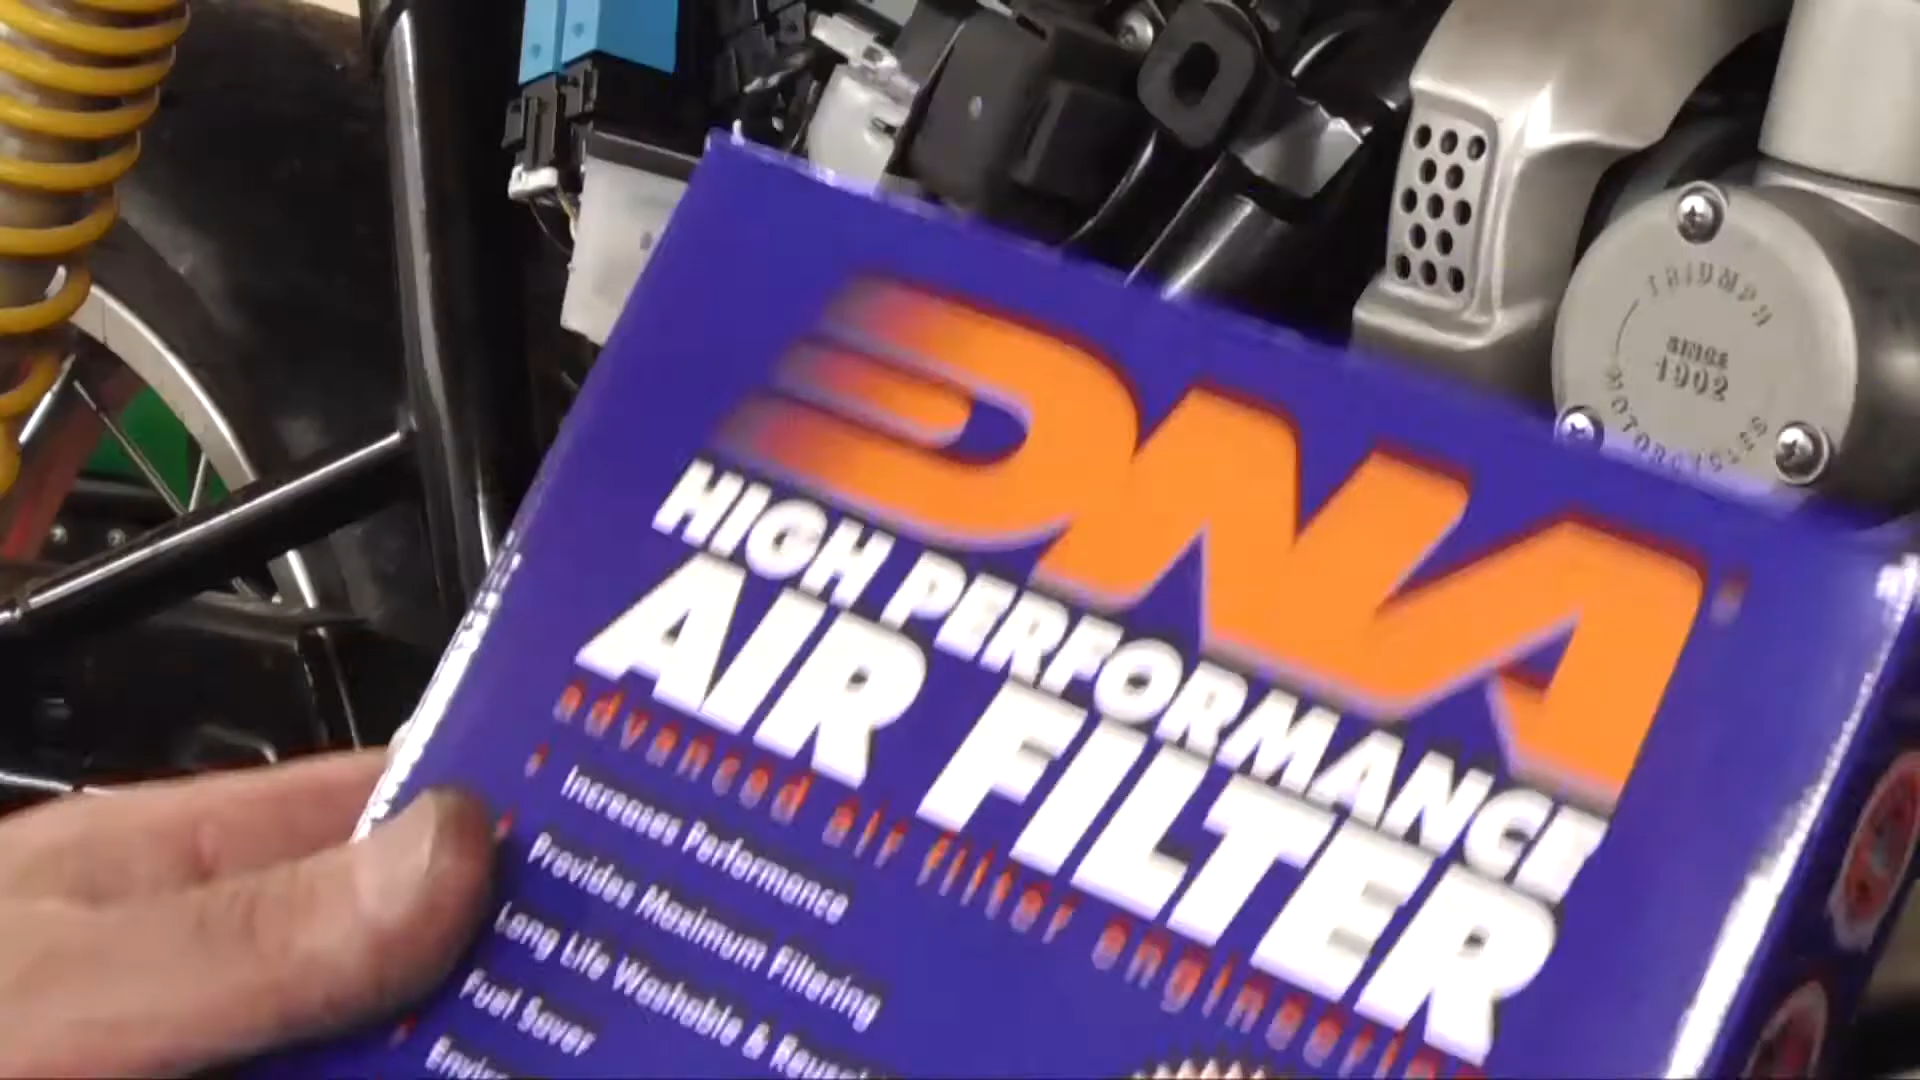 TRIUMPH
SINCE
1902
MOTORCYCLES
DNA
HIGH PERFORMANCE
AIR FILTER
advanced air filter engineering
Increases Performance
Provides Maximum Filtering
Long Life Washable &
Fuel Saver